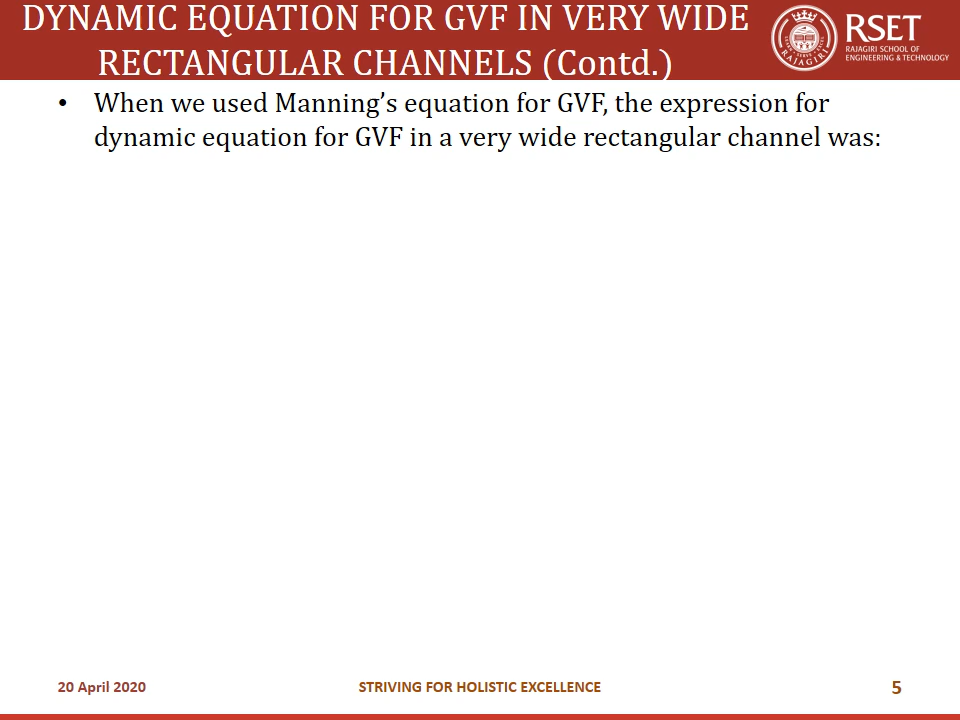 DYNAMIC EQUATION FOR GVF IN VERY WIDE
RECTANGULAR CHANNELS (Contd.)
RSET
RAJAGIRI SCHOOL OF
ENGINEERING & TECHNOLOGY
RAJAGIRI
• When we used Manning’s equation for GVF, the expression for
dynamic equation for GVF in a very wide rectangular channel was:
20 April 2020
STRIVING FOR HOLISTIC EXCELLENCE
5